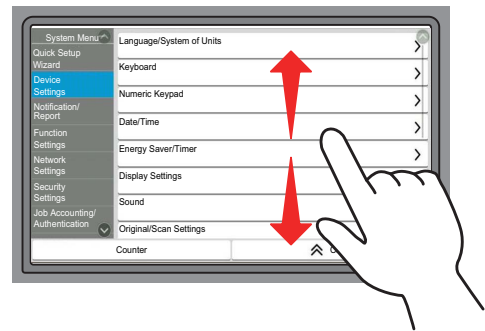 System Menu
Quick Setup
Wizard
Device
Settings
Notification/
Report
Function
Settings
Network
Settings
Security
Settings
Job Accounting/
Authentication
Language/System of Units
Keyboard
Numeric Keypad
Date/Time
Energy Saver/Timer
Display Settings
Sound
Original/Scan Settings
Counter